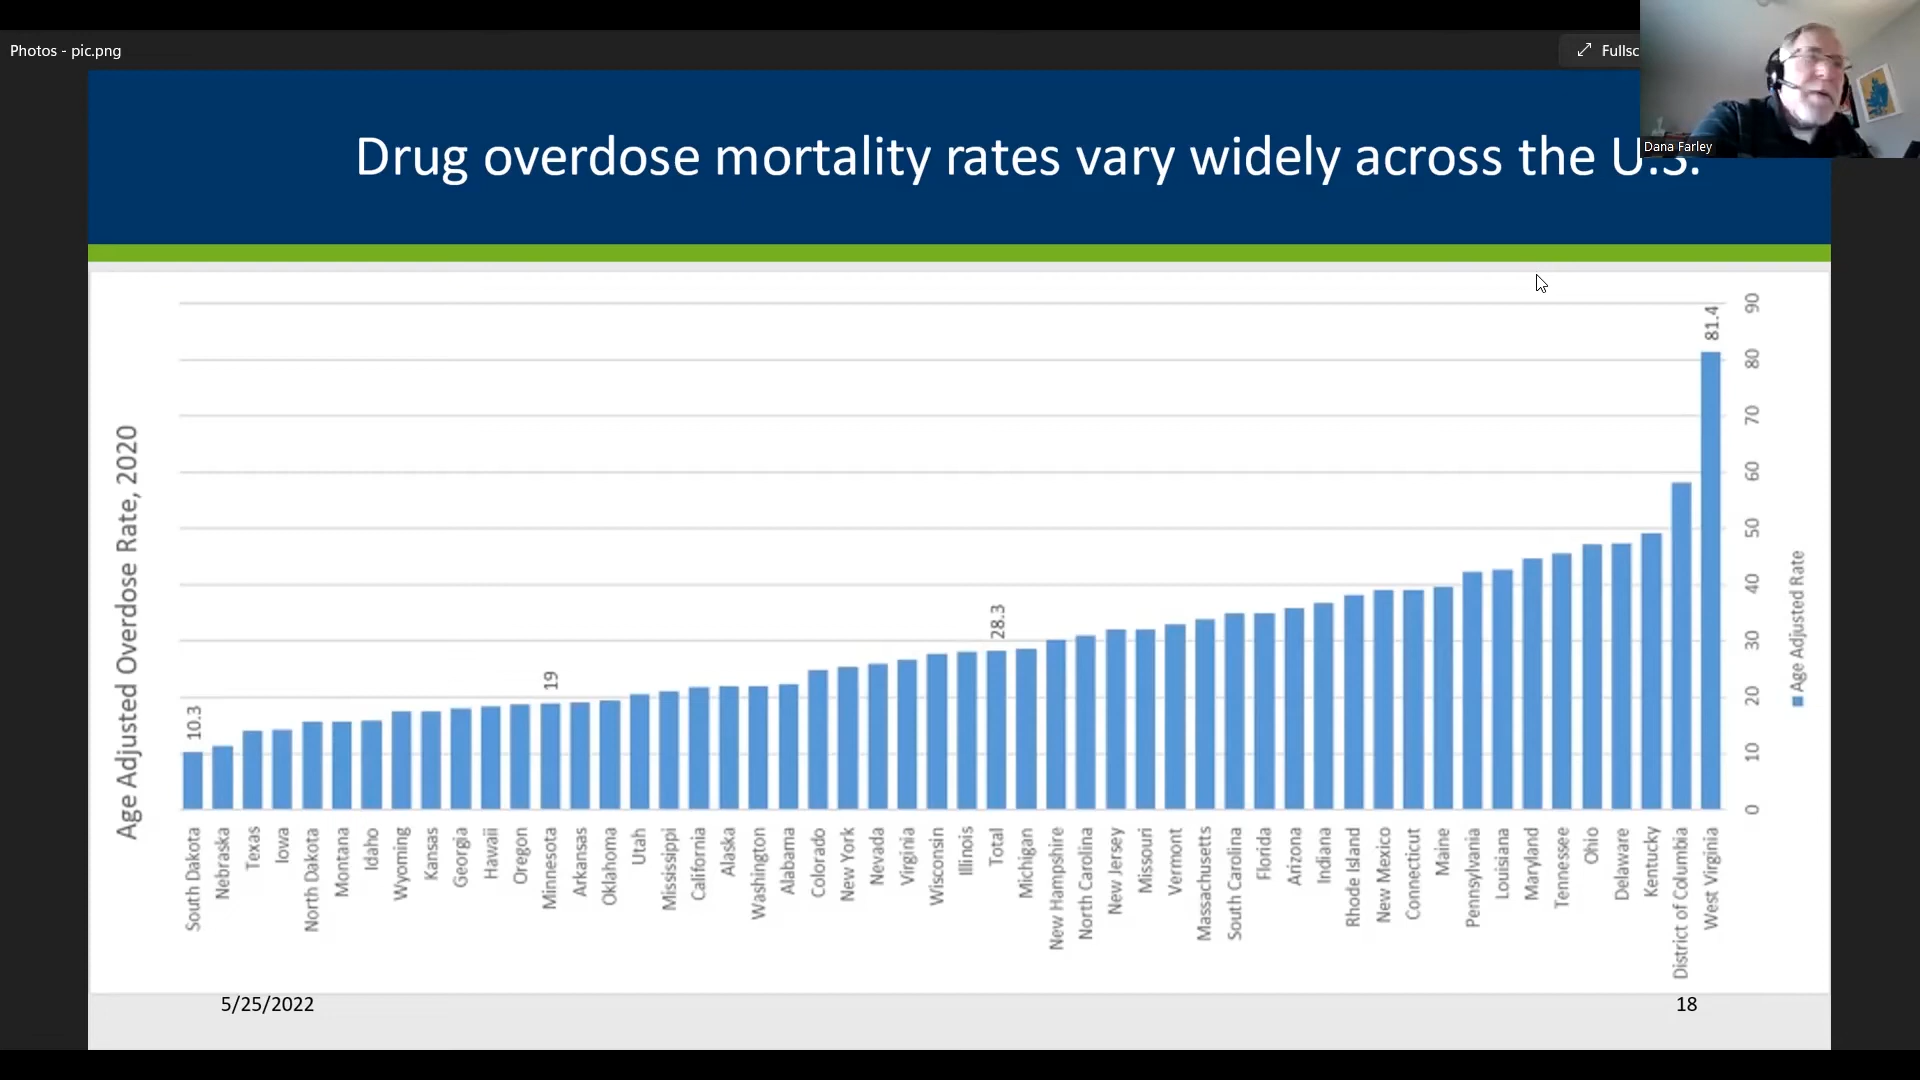 Photos - pic.png
Fullsc
Dana Farley
Drug overdose mortality rates vary widely across the U.S.
Age Adjusted Overdose Rate, 2020
10.3
19
28.3
81.4
90
80
70
60
50
40
30
20
10
0
Age Adjusted Rate
South Dakota
Nebraska
Texas
Iowa
North Dakota
Montana
Idaho
Wyoming
Kansas
Georgia
Hawaii
Oregon
Minnesota
Arkansas
Oklahoma
Utah
Mississippi
California
Alaska
Washington
Alabama
Colorado
New York
Nevada
Virginia
Wisconsin
Illinois
Total
Michigan
New Hampshire
North Carolina
New Jersey
Missouri
Vermont
Massachusetts
South Carolina
Florida
Arizona
Indiana
Rhode Island
New Mexico
Connecticut
Maine
Pennsylvania
Louisiana
Maryland
Tennessee
Ohio
Delaware
Kentucky
District of Columbia
West Virginia
5/25/2022
18